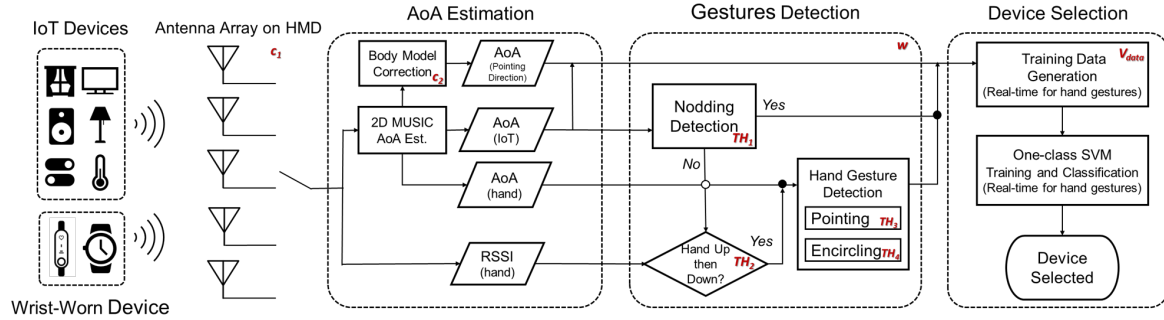 IoT Devices
Wrist-Worn Device
Antenna Array on HMD
c₁
AoA Estimation
Body Model
Correction
c₂
AoA
(Pointing
Direction)
2D MUSIC
AoA Est.
AoA
(IoT)
AoA
(hand)
RSSI
(hand)
Gestures Detection
w
Nodding
Detection
TH₁
Yes
No
Hand Up
then
Down?
TH₂
Yes
Hand Gesture
Detection
Pointing TH₃
Encircling TH₄
Device Selection
Training Data
Generation
(Real-time for hand gestures)
V_data
One-class SVM
Training and Classification
(Real-time for hand gestures)
Device
Selected